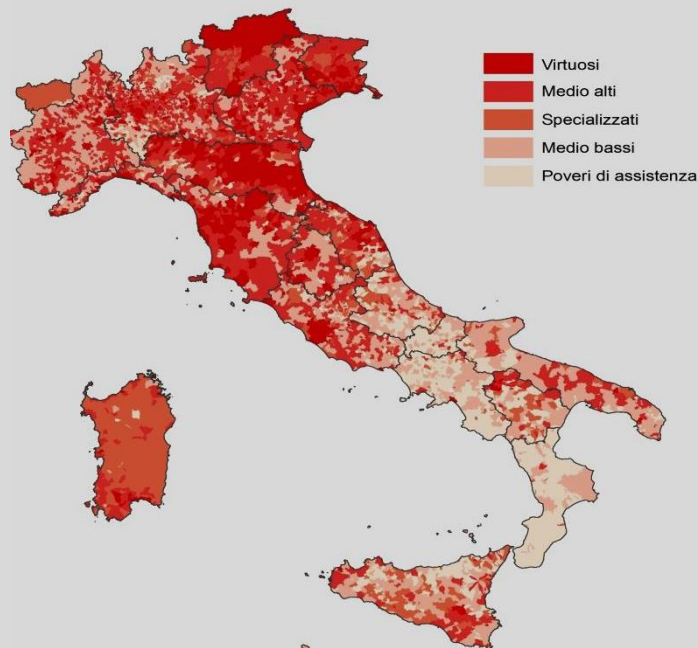 Virtuosi
Medio alti
Specializzati
Medio bassi
Poveri di assistenza